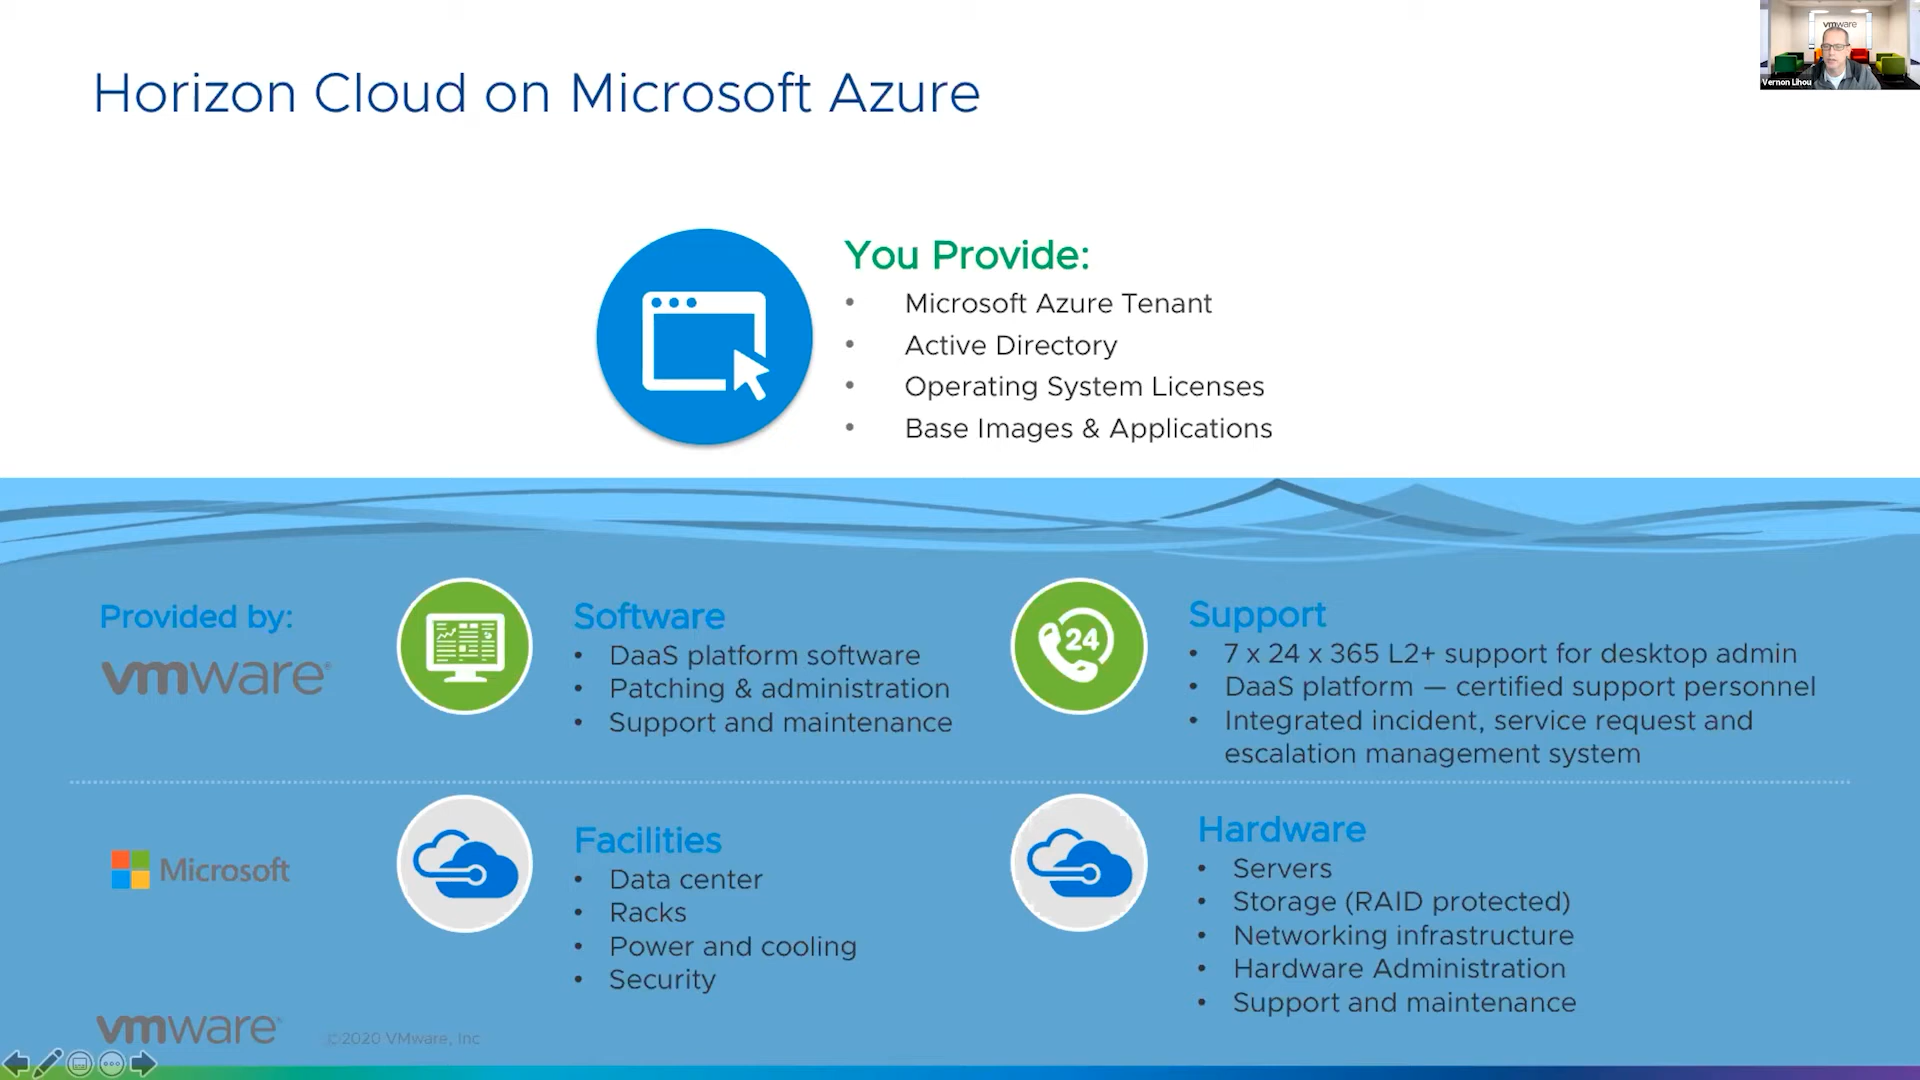 Horizon Cloud on Microsoft Azure
vmware
Vernon Lihou
You Provide:
• Microsoft Azure Tenant
• Active Directory
• Operating System Licenses
• Base Images & Applications
Provided by:
vmware®
Software
• DaaS platform software
• Patching & administration
• Support and maintenance
24
Support
• 7 x 24 x 365 L2+ support for desktop admin
• DaaS platform — certified support personnel
• Integrated incident, service request and
escalation management system
Microsoft
Facilities
• Data center
• Racks
• Power and cooling
• Security
Hardware
• Servers
• Storage (RAID protected)
• Networking infrastructure
• Hardware Administration
• Support and maintenance
vmware®
©2020 VMware, Inc